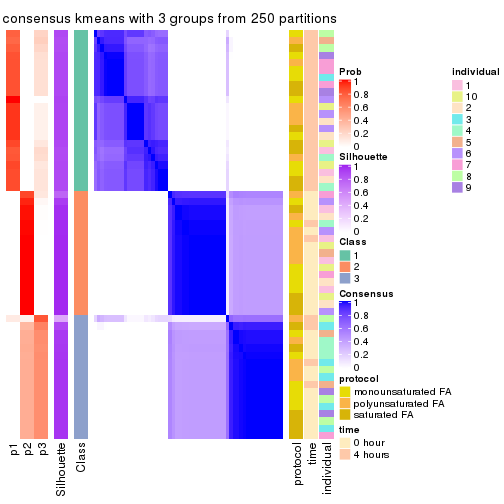 consensus kmeans with 3 groups from 250 partitions
Prob
1
0.8
0.6
0.4
0.2
0
Silhouette
1
0.8
0.6
0.4
0.2
0
Class
1
2
3
Consensus
1
0.8
0.6
0.4
0.2
0
protocol
monounsaturated FA
polyunsaturated FA
saturated FA
time
0 hour
4 hours
individual
1
10
2
3
4
5
6
7
8
9
p1
p2
p3
Silhouette
Class
protocol
time
individual